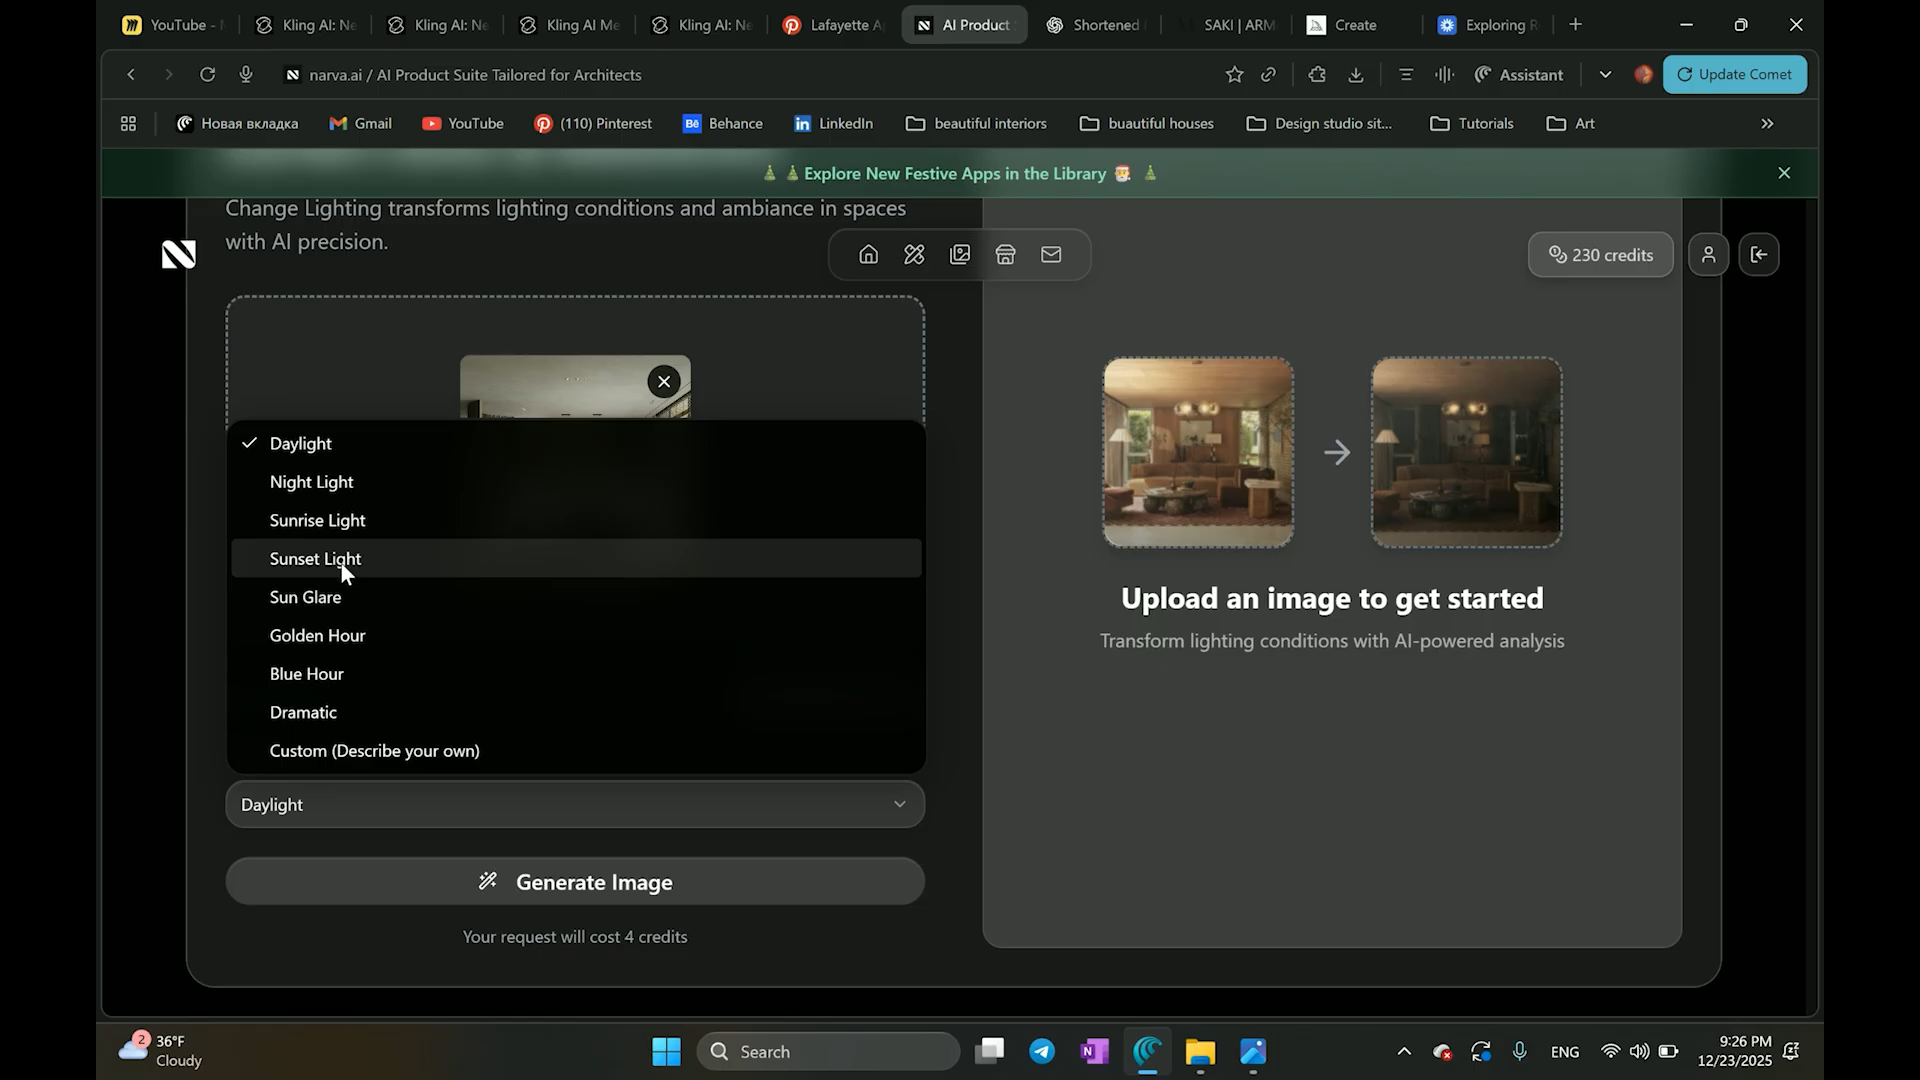 YouTube -
Kling AI: Ne
Kling AI: Ne
Kling AI Me
Kling AI: Ne
Lafayette A
AI Product
Shortened
SAKI | ARM
Create
Exploring R
narva.ai / AI Product Suite Tailored for Architects
Assistant
Update Comet
Новая вкладка
Gmail
YouTube
(110) Pinterest
Behance
LinkedIn
beautiful interiors
buautiful houses
Design studio sit...
Tutorials
Art
Explore New Festive Apps in the Library
Change Lighting transforms lighting conditions and ambiance in spaces
with AI precision.
230 credits
Daylight
Night Light
Sunrise Light
Sunset Light
Sun Glare
Golden Hour
Blue Hour
Dramatic
Custom (Describe your own)
Daylight
Generate Image
Your request will cost 4 credits
Upload an image to get started
Transform lighting conditions with AI-powered analysis
2
36°F
Cloudy
Search
ENG
9:26 PM
12/23/2025